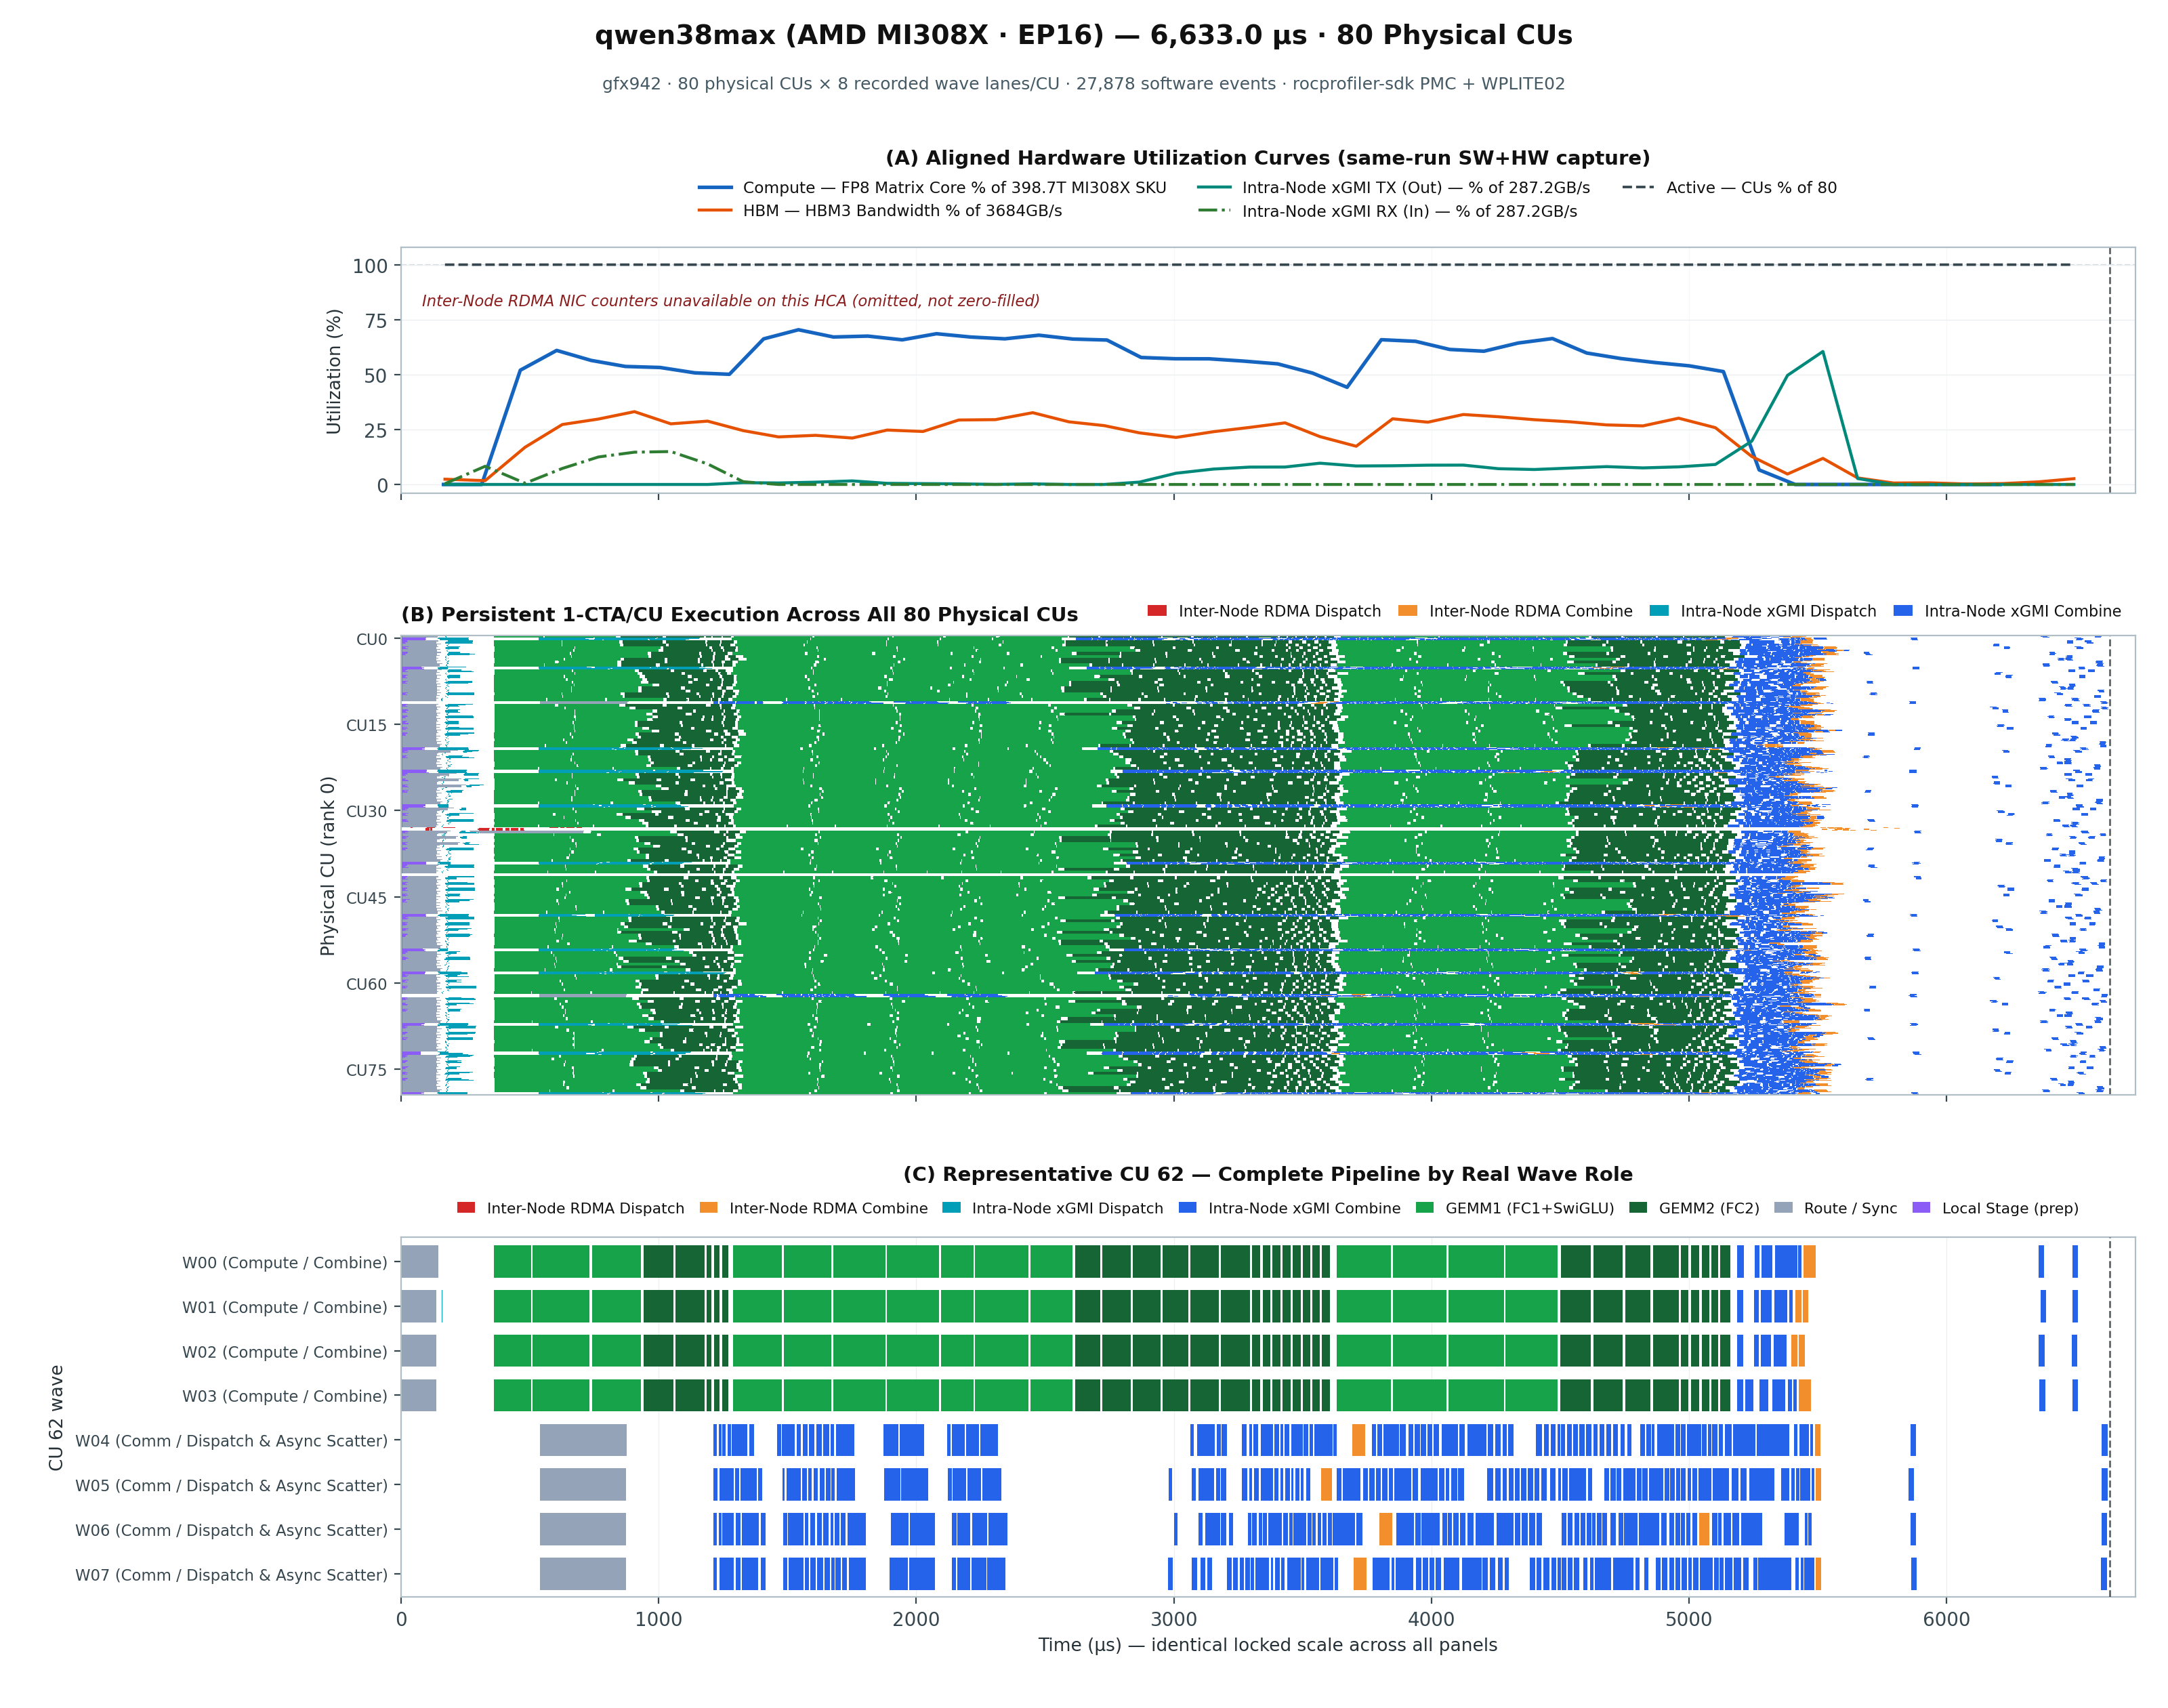 qwen38max (AMD MI308X · EP16) — 6,633.0 µs · 80 Physical CUs
gfx942 · 80 physical CUs × 8 recorded wave lanes/CU · 27,878 software events · rocprofiler-sdk PMC + WPLITE02
(A) Aligned Hardware Utilization Curves (same-run SW+HW capture)
Compute — FP8 Matrix Core % of 398.7T MI308X SKU
Intra-Node xGMI TX (Out) — % of 287.2GB/s
Active — CUs % of 80
HBM — HBM3 Bandwidth % of 3684GB/s
Intra-Node xGMI RX (In) — % of 287.2GB/s
Utilization (%)
100
75
50
25
0
Inter-Node RDMA NIC counters unavailable on this HCA (omitted, not zero-filled)
(B) Persistent 1-CTA/CU Execution Across All 80 Physical CUs
Inter-Node RDMA Dispatch
Inter-Node RDMA Combine
Intra-Node xGMI Dispatch
Intra-Node xGMI Combine
Physical CU (rank 0)
CU0
CU15
CU30
CU45
CU60
CU75
(C) Representative CU 62 — Complete Pipeline by Real Wave Role
Inter-Node RDMA Dispatch
Inter-Node RDMA Combine
Intra-Node xGMI Dispatch
Intra-Node xGMI Combine
GEMM1 (FC1+SwiGLU)
GEMM2 (FC2)
Route / Sync
Local Stage (prep)
CU 62 wave
W00 (Compute / Combine)
W01 (Compute / Combine)
W02 (Compute / Combine)
W03 (Compute / Combine)
W04 (Comm / Dispatch & Async Scatter)
W05 (Comm / Dispatch & Async Scatter)
W06 (Comm / Dispatch & Async Scatter)
W07 (Comm / Dispatch & Async Scatter)
0
1000
2000
3000
4000
5000
6000
Time (µs) — identical locked scale across all panels